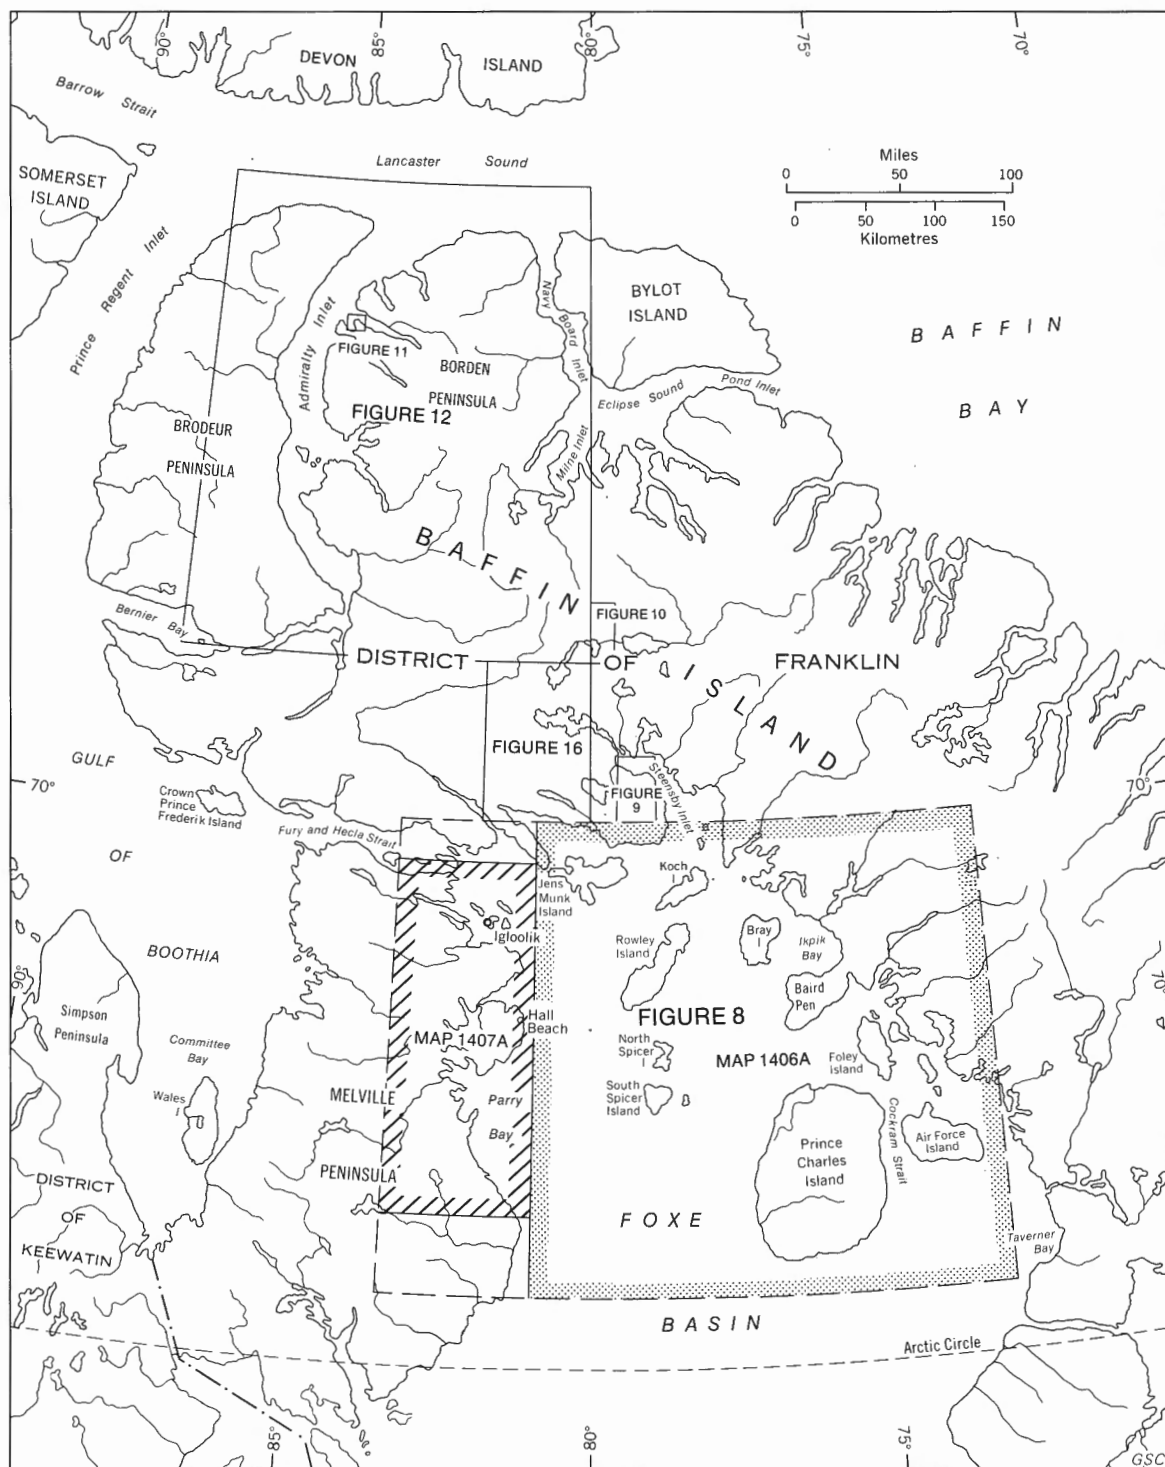 90°
85°
80°
75°
70°
DEVON ISLAND
Barrow Strait
Lancaster Sound
SOMERSET
ISLAND
Miles
0 50 100
0 50 100 150
Kilometres
Prince Regent Inlet
Admiralty Inlet
Navy Board Inlet
BYLOT
ISLAND
BAFFIN
BAY
FIGURE 11
BORDEN
PENINSULA
FIGURE 12
Eclipse Sound
Pond Inlet
Milne Inlet
BRODEUR
PENINSULA
BAFFIN
ISLAND
Bernier Bay
FIGURE 10
DISTRICT OF FRANKLIN
FIGURE 16
FIGURE
9
Steensby Inlet
GULF
OF
BOOTHIA
70°
70°
Crown
Prince
Frederik Island
Fury and Hecla Strait
Jens
Munk
Island
Koch
I
Igloolik
Rowley
Island
Bray
I
Ikpik
Bay
Baird
Pen
90°
70°
Simpson
Peninsula
Committee
Bay
Wales
I
MAP 1407A
Hall
Beach
FIGURE 8
North
Spicer
I
MAP 1406A
Foley
Island
South
Spicer
Island
MELVILLE
PENINSULA
Parry
Bay
Prince
Charles
Island
Cockram Strait
Air Force
Island
DISTRICT
OF
KEEWATIN
FOXE
BASIN
Taverner
Bay
Arctic Circle
85°
80°
75°
GSC